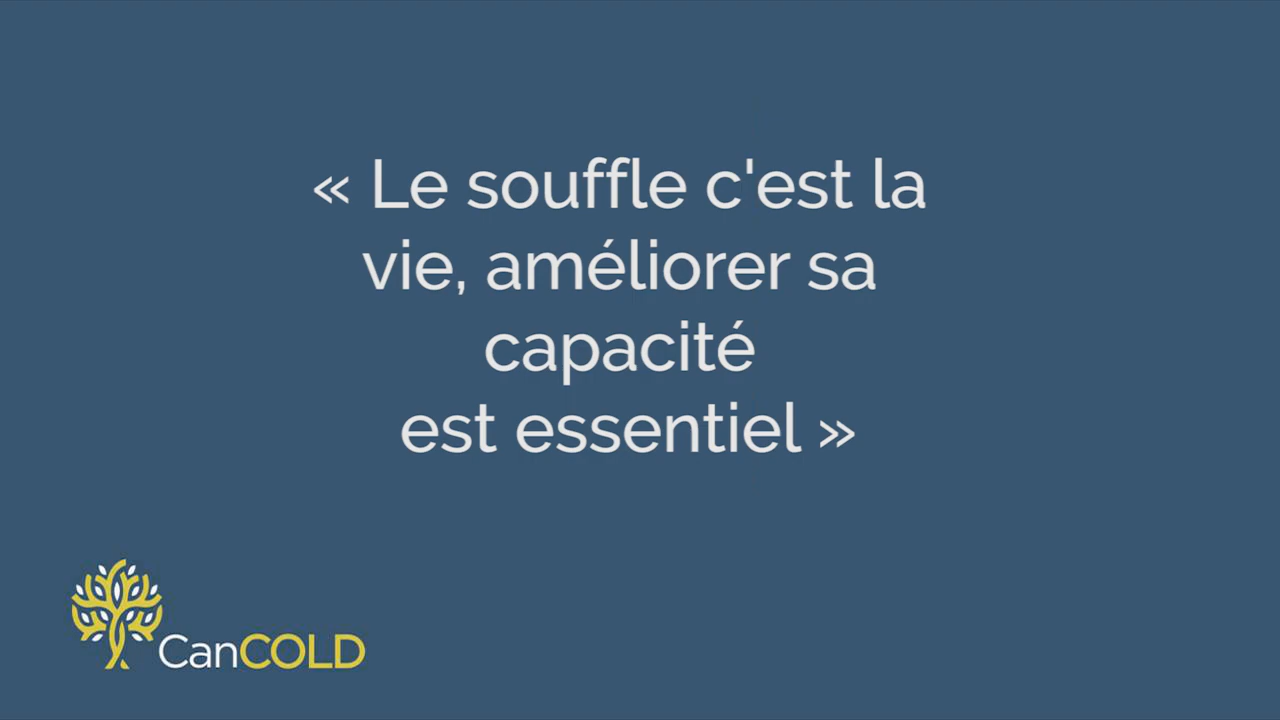 « Le souffle c'est la
vie, améliorer sa
capacité
est essentiel »
CanCOLD